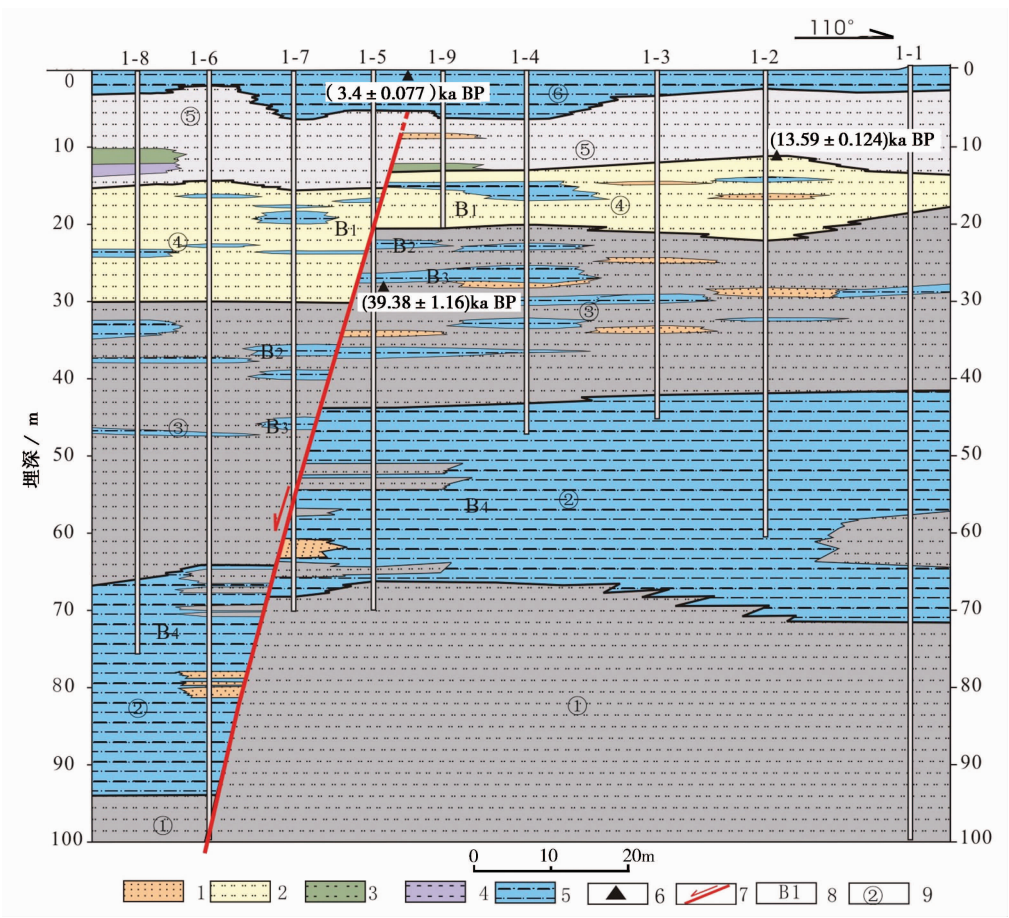 110°
1-8 1-6 1-7 1-5 1-9 1-4 1-3 1-2 1-1
0 0
(3.4±0.077)ka BP ⑥
⑤
(13.59±0.124)ka BP
10 ⑤ 10
B1 ④
20 B1 20
④ B2
B3
30 (39.38±1.16)ka BP ③ 30
B2
40 40
③ B3
50 50
B4 ②
60 60
70 70
B4
80 80
② ①
90 90
① 
100 100
埋深/m
0 10 20m
1 2 3 4 5 6 7 B1 8 ② 9